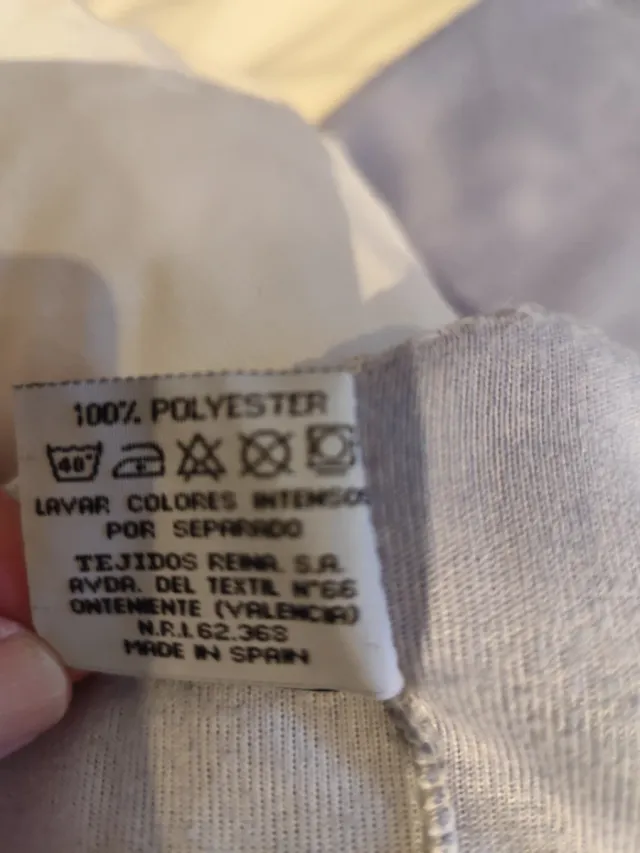 100% POLYESTER
40°
LAVAR COLORES INTENSOS
POR SEPARADO
TEJIDOS REINA. S.A.
AVDA. DEL TEXTIL Nº66
ONTENIENTE (VALENCIA)
N.R.I. 62.368
MADE IN SPAIN